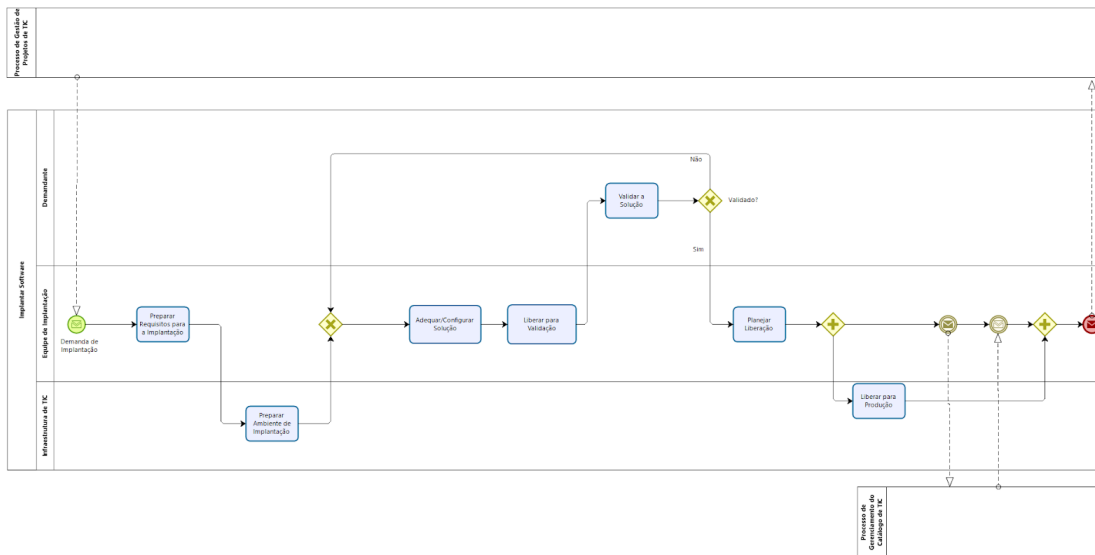 Processo de Gestão de
Projetos de TIC
Implantar Software
Demandante
Não
Validar a
Solução
Validado?
Sim
Equipe de Implantação
Demanda de
Implantação
Preparar
Requisitos para
a Implantação
Adequar/Configurar
Solução
Liberar para
Validação
Planejar
Liberação
Infraestrutura de TIC
Preparar
Ambiente de
Implantação
Liberar para
Produção
Processo de
Gerenciamento do
Catálogo de TIC